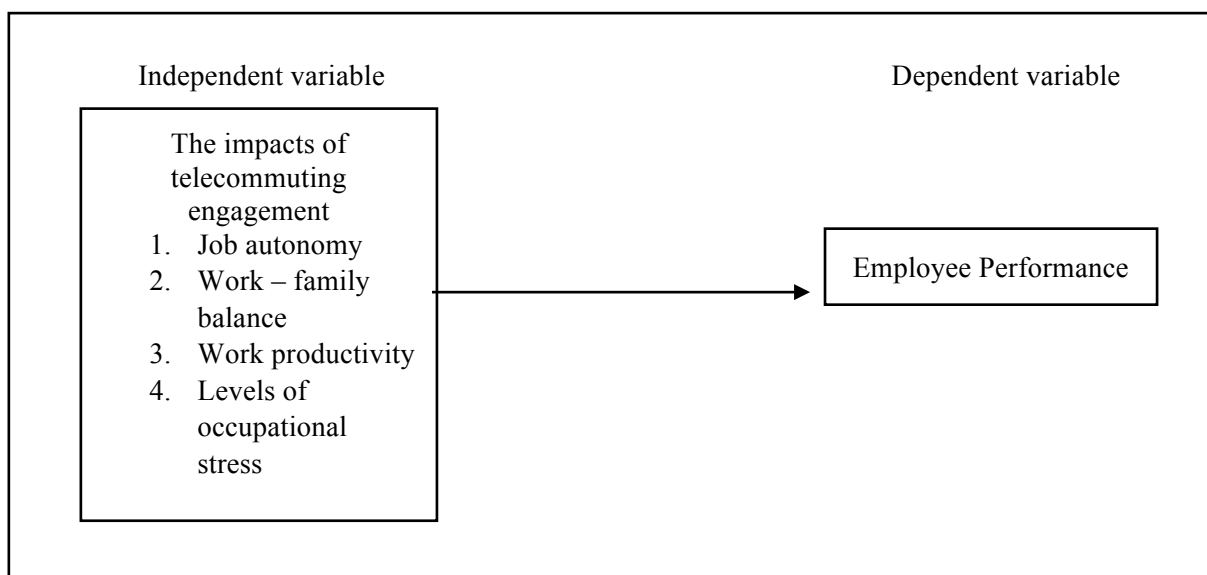 Independent variable
Dependent variable
The impacts of
telecommuting
engagement
1. Job autonomy
2. Work – family
balance
3. Work productivity
4. Levels of
occupational
stress
Employee Performance